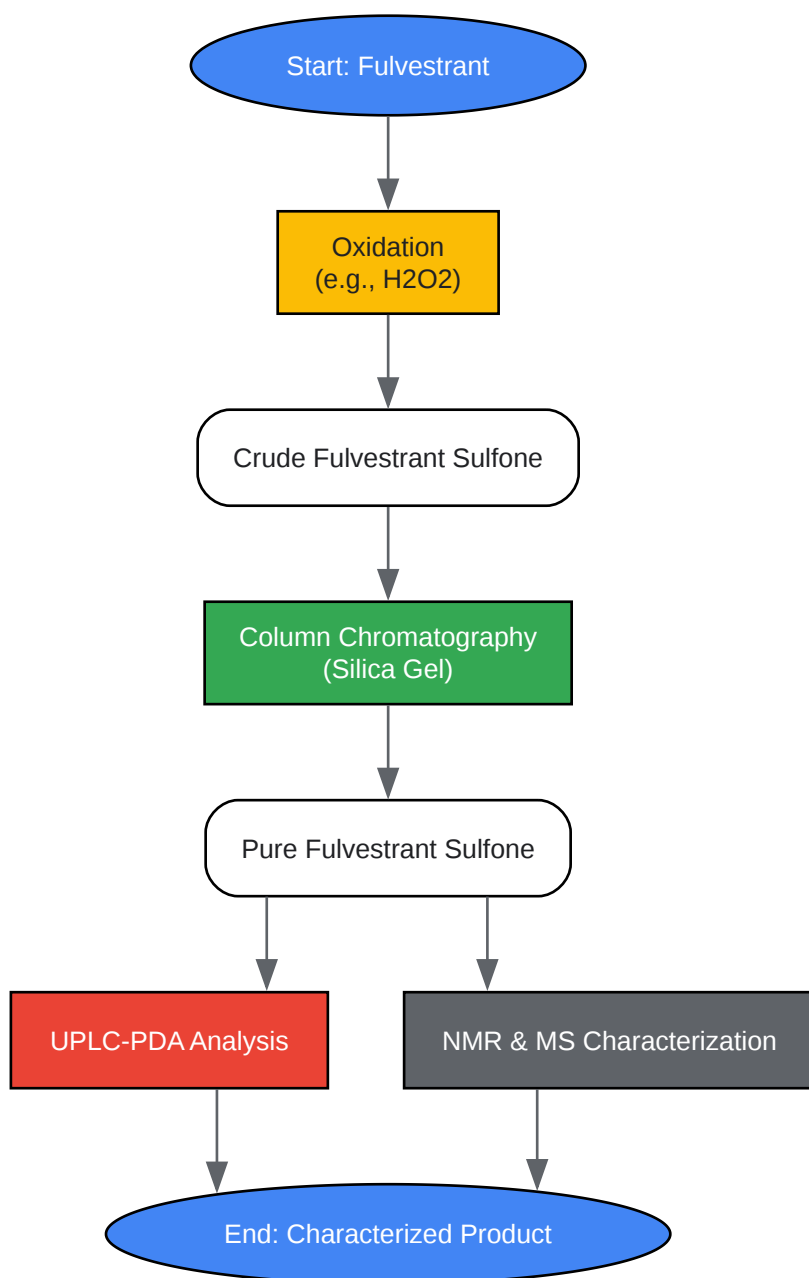 Start: Fulvestrant
Oxidation
(e.g., H2O2)
Crude Fulvestrant Sulfone
Column Chromatography
(Silica Gel)
Pure Fulvestrant Sulfone
UPLC-PDA Analysis
NMR & MS Characterization
End: Characterized Product